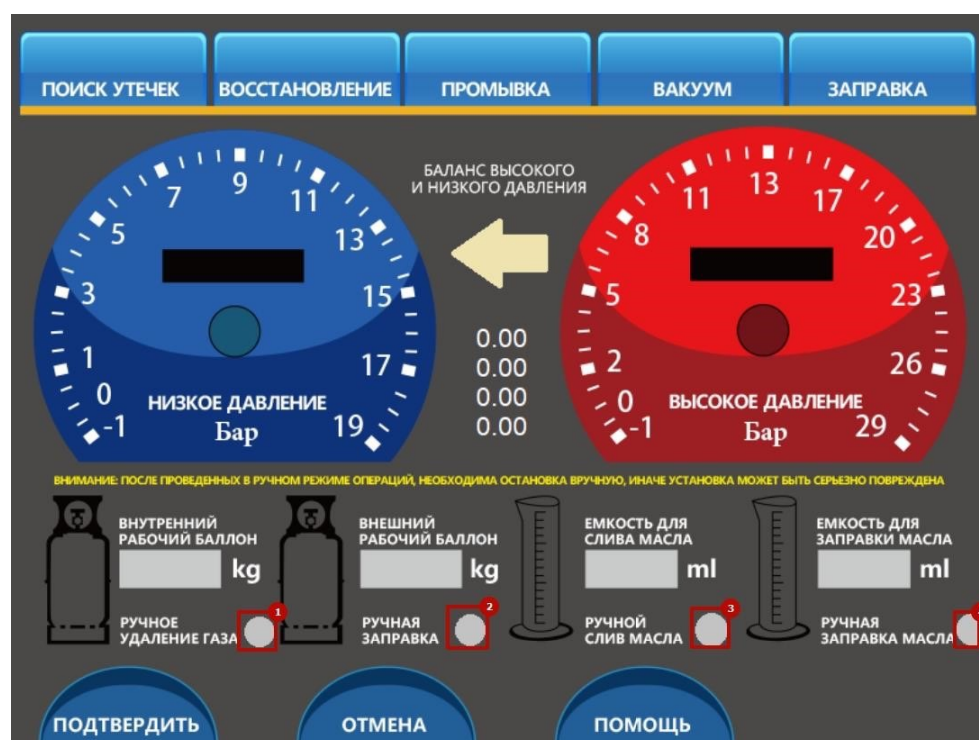 ПОИСК УТЕЧЕК
ВОССТАНОВЛЕНИЕ
ПРОМЫВКА
ВАКУУМ
ЗАПРАВКА
БАЛАНС ВЫСОКОГО
И НИЗКОГО ДАВЛЕНИЯ
-1
0
1
3
5
7
9
11
13
15
17
19
НИЗКОЕ ДАВЛЕНИЕ
Бар
0.00
0.00
0.00
0.00
-1
0
2
5
8
11
13
17
20
23
26
29
ВЫСОКОЕ ДАВЛЕНИЕ
Бар
ВНИМАНИЕ: ПОСЛЕ ПРОВЕДЕННЫХ В РУЧНОМ РЕЖИМЕ ОПЕРАЦИЙ, НЕОБХОДИМА ОСТАНОВКА ВРУЧНУЮ, ИНАЧЕ УСТАНОВКА МОЖЕТ БЫТЬ СЕРЬЕЗНО ПОВРЕЖДЕНА
ВНУТРЕННИЙ
РАБОЧИЙ БАЛЛОН
kg
ВНЕШНИЙ
РАБОЧИЙ БАЛЛОН
kg
ЕМКОСТЬ ДЛЯ
СЛИВА МАСЛА
ml
ЕМКОСТЬ ДЛЯ
ЗАПРАВКИ МАСЛА
ml
РУЧНОЕ
УДАЛЕНИЕ ГАЗА
1
РУЧНАЯ
ЗАПРАВКА
2
РУЧНОЙ
СЛИВ МАСЛА
3
РУЧНАЯ
ЗАПРАВКА МАСЛА
ПОДТВЕРДИТЬ
ОТМЕНА
ПОМОЩЬ